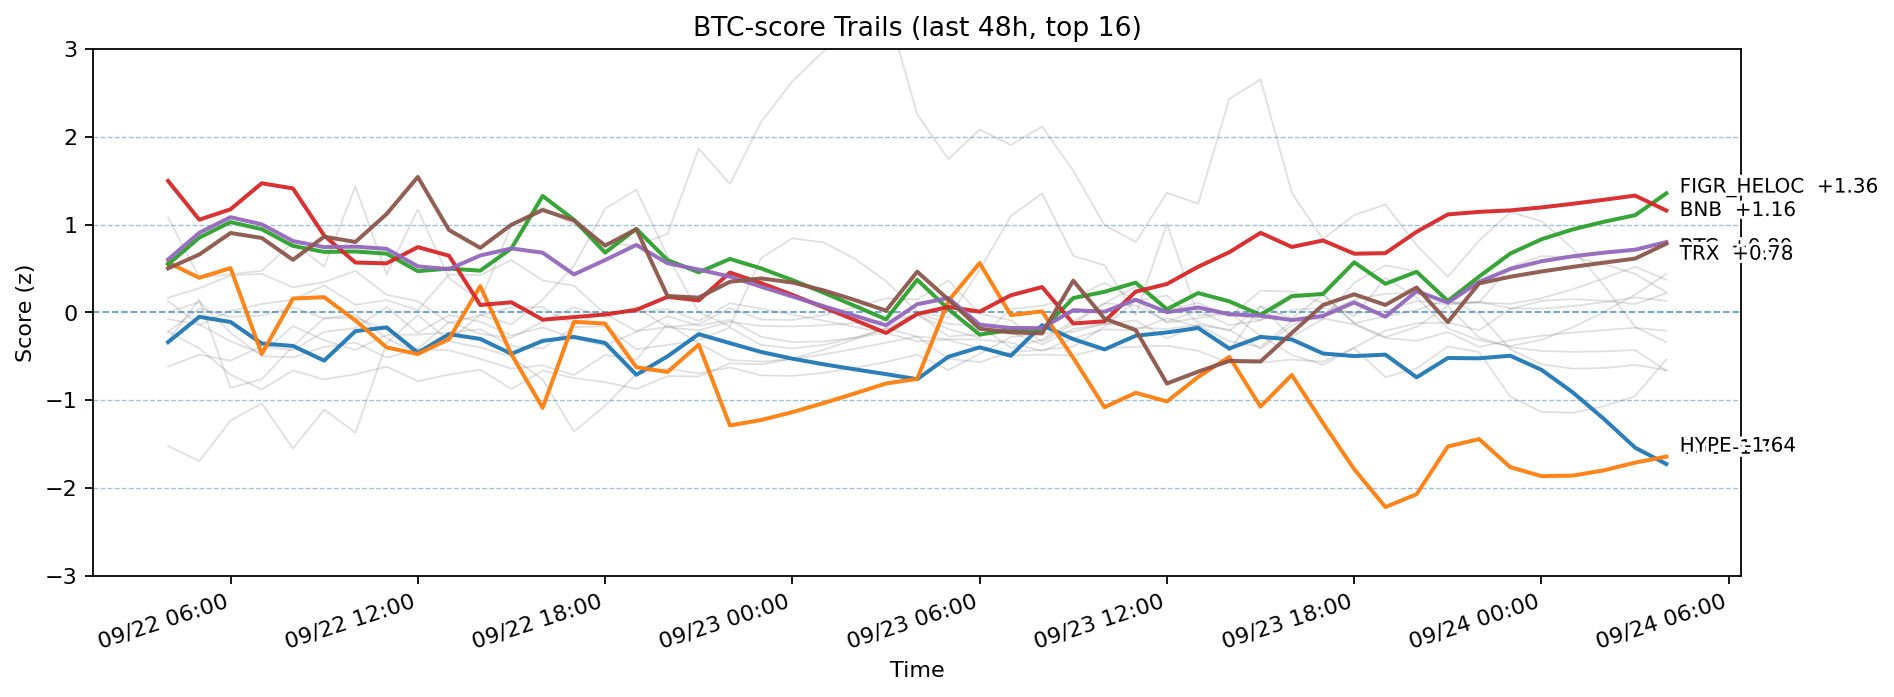 BTC-score Trails (last 48h, top 16)
Score (z)
3
2
1
0
−1
−2
−3
FIGR_HELOC +1.36
BNB +1.16
TRX +0.78
HYPE -1.64
09/22 06:00
09/22 12:00
09/22 18:00
09/23 00:00
09/23 06:00
09/23 12:00
09/23 18:00
09/24 00:00
09/24 06:00
Time